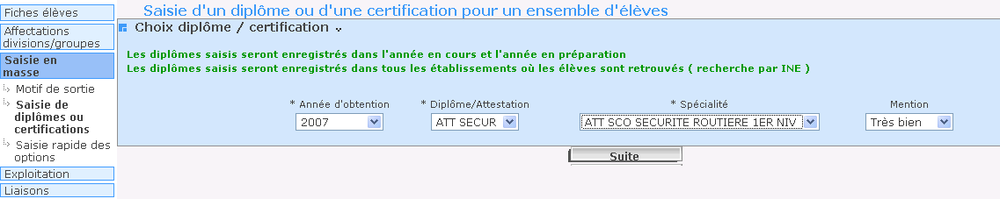 Fiches élèves
Affectations
divisions/groupes
Saisie en
masse
Motif de sortie
Saisie de
diplômes ou
certifications
Saisie rapide des
options
Exploitation
Liaisons
Saisie d'un diplôme ou d'une certification pour un ensemble d'élèves
Choix diplôme / certification
Les diplômes saisis seront enregistrés dans l'année en cours et l'année en préparation
Les diplômes saisis seront enregistrés dans tous les établissements où les élèves sont retrouvés ( recherche par INE )
* Année d'obtention * Diplôme/Attestation * Spécialité Mention
2007 ATT SECUR ATT SCO SECURITE ROUTIERE 1ER NIV Très bien
Suite